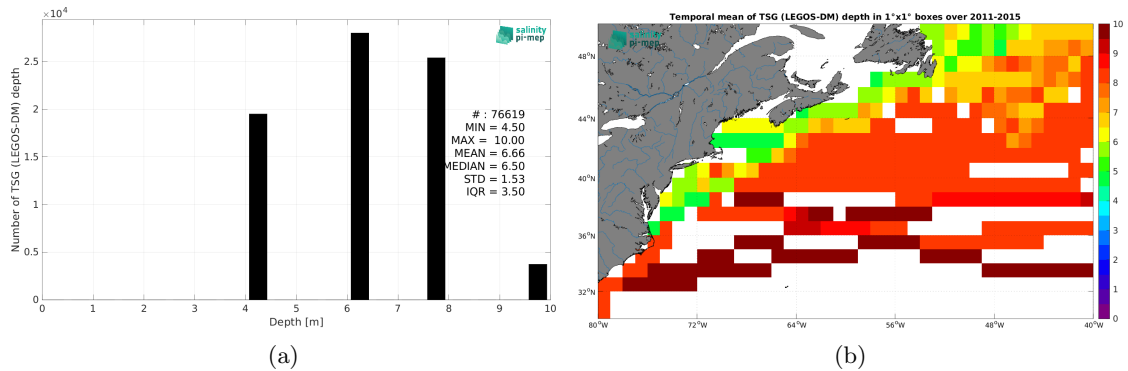 ×10⁴
2.5
2
1.5
1
0.5
0
Number of TSG (LEGOS-DM) depth
0 1 2 3 4 5 6 7 8 9 10
Depth [m]
salinity
pi-mep
# : 76619
MIN = 4.50
MAX = 10.00
MEAN = 6.66
MEDIAN = 6.50
STD = 1.53
IQR = 3.50
(a)
Temporal mean of TSG (LEGOS-DM) depth in 1°x1° boxes over 2011-2015
salinity
pi-mep
48°N
44°N
40°N
36°N
32°N
80°W 72°W 64°W 56°W 48°W 40°W
10
9
8
7
6
5
4
3
2
1
0
(b)